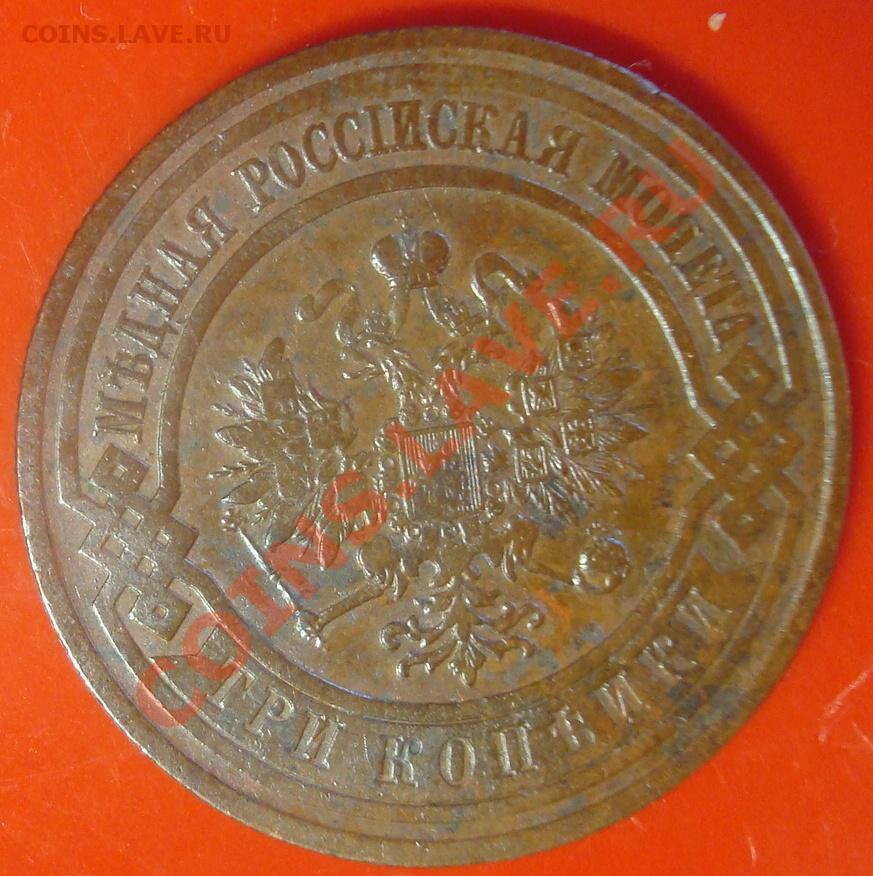 COINS.LAVE.RU
МѢДНАЯ РОССІЙСКАЯ МОНЕТА
COINS.LAVE.RU
ТРИ КОПѢЙКИ